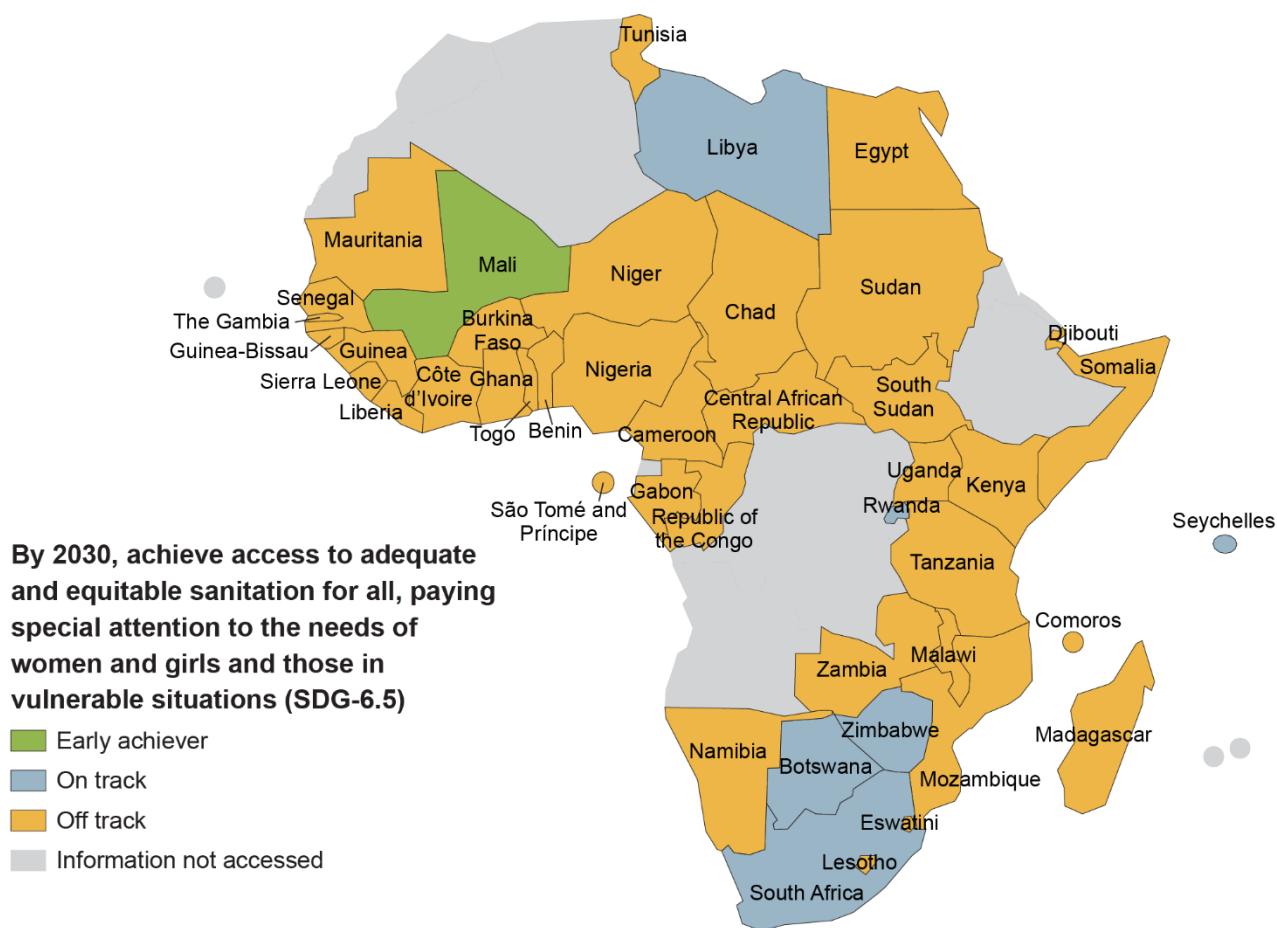 Tunisia
Libya
Egypt
Mauritania
Mali
Niger
Chad
Sudan
Senegal
The Gambia
Guinea-Bissau
Guinea
Sierra Leone
Liberia
Côte
d’Ivoire
Burkina
Faso
Ghana
Togo
Benin
Nigeria
Cameroon
Central African
Republic
South
Sudan
Djibouti
Somalia
São Tomé and
Príncipe
Gabon
Republic of
the Congo
Uganda
Kenya
Rwanda
Tanzania
Seychelles
Comoros
Malawi
Zambia
Zimbabwe
Namibia
Botswana
Mozambique
Madagascar
Eswatini
Lesotho
South Africa
By 2030, achieve access to adequate
and equitable sanitation for all, paying
special attention to the needs of
women and girls and those in
vulnerable situations (SDG-6.5)
Early achiever
On track
Off track
Information not accessed